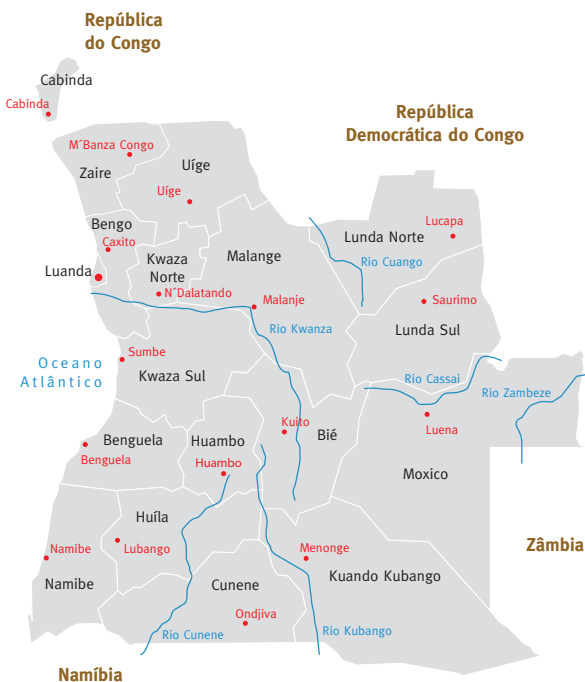 República
do Congo
Cabinda
Cabinda
República
Democrática do Congo
M´Banza Congo
Zaire
Uíge
Uíge
Bengo
Caxito
Luanda
Kwaza
Norte
N´Dalatando
Malange
Malanje
Lunda Norte
Lucapa
Rio Cuango
Saurimo
Lunda Sul
Rio Kwanza
Oceano
Atlântico
Sumbe
Kwaza Sul
Rio Cassai
Rio Zambeze
Luena
Moxico
Benguela
Benguela
Huambo
Huambo
Kuito
Bié
Huíla
Lubango
Namibe
Namibe
Cunene
Ondjiva
Rio Cunene
Menonge
Kuando Kubango
Rio Kubango
Zâmbia
Namíbia